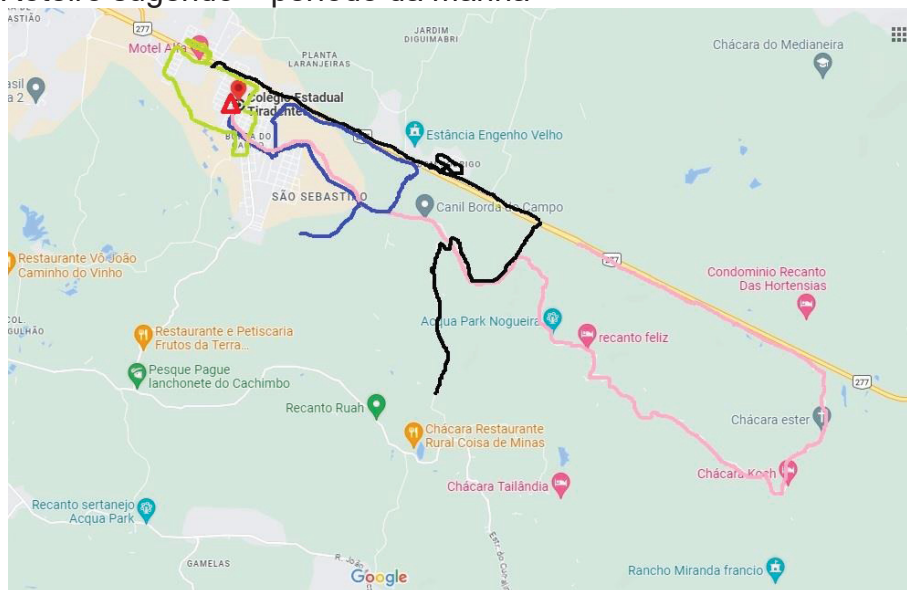 Roteiro sugerido – período da manhã
SEBASTIÃO
277
Motel Alfa
JARDIM
DIGUIMABRI
PLANTA
LARANJEIRAS
Chácara do Medianeira
Colégio Estadual
Tiradentes
Estância Engenho Velho
SÃO SEBASTIÃO
Canil Borda do Campo
277
Restaurante Vô João
Caminho do Vinho
Condominio Recanto
Das Hortensias
COL.
Restaurante e Petiscaria
Frutos da Terra...
Acqua Park Nogueira
recanto feliz
Pesque Pague
lanchonete do Cachimbo
277
Recanto Ruah
Chácara ester
Chácara Restaurante
Rural Coisa de Minas
Chácara Koch
Chácara Tailândia
Recanto sertanejo
Acqua Park
GAMELAS
Google
Rancho Miranda francio